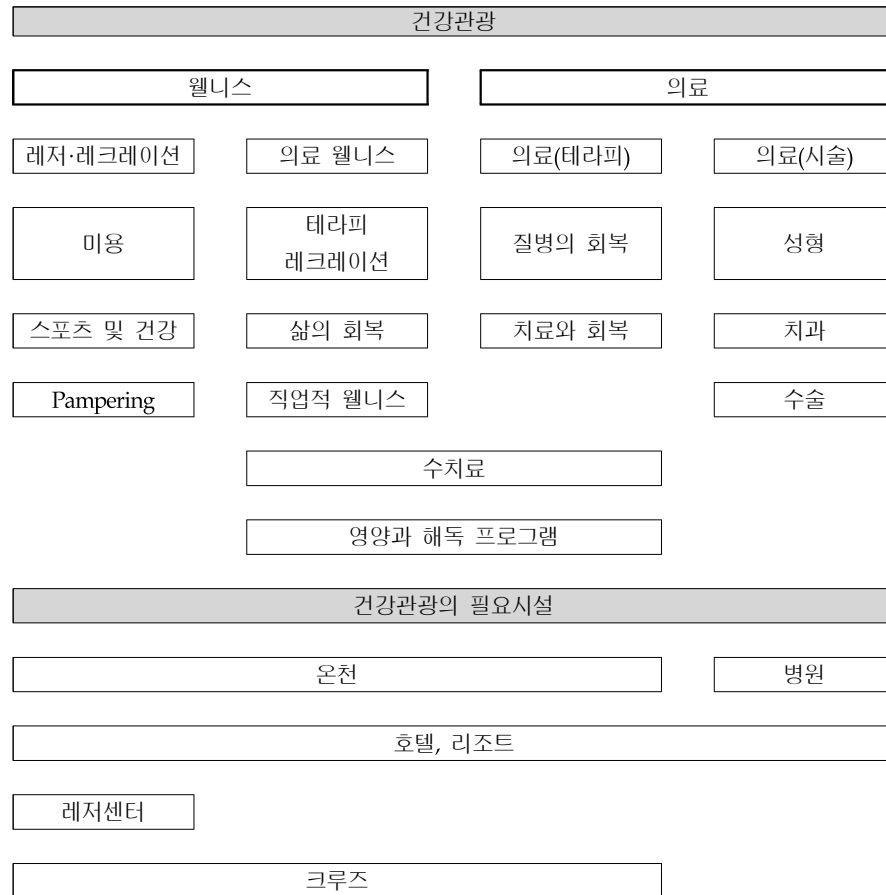 건강관광
웰니스 의료
레저·레크레이션 의료 웰니스 의료(테라피) 의료(시술)
미용 테라피 레크레이션 질병의 회복 성형
스포츠 및 건강 삶의 회복 치료와 회복 치과
Pampering 직업적 웰니스 수술
수치료
영양과 해독 프로그램
건강관광의 필요시설
온천 병원
호텔, 리조트
레저센터
크루즈